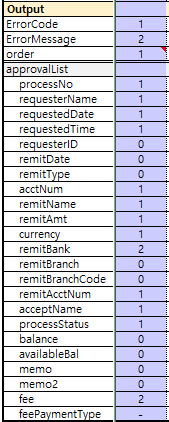 Output
ErrorCode 1
ErrorMessage 2
order 1
approvalList
processNo 1
requesterName 1
requestedDate 1
requestedTime 1
requesterID 0
remitDate 0
remitType 0
acctNum 1
remitName 1
remitAmt 1
currency 1
remitBank 2
remitBranch 0
remitBranchCode 0
remitAcctNum 1
acceptName 1
processStatus 1
balance 0
availableBal 0
memo 0
memo2 0
fee 2
feePaymentType -